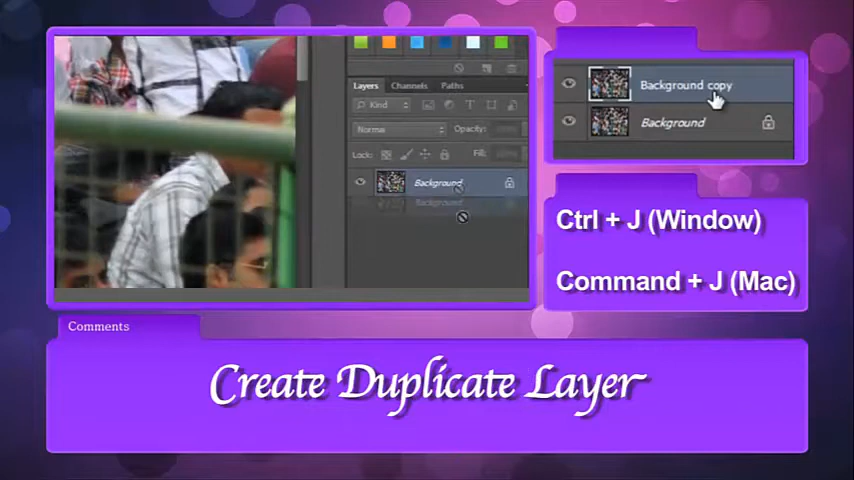 Layers Channels Paths
Kind
Normal Opacity:
Lock: Fill:
Background
Background
Background copy
Background
Ctrl + J (Window)
Command + J (Mac)
Comments
Create Duplicate Layer